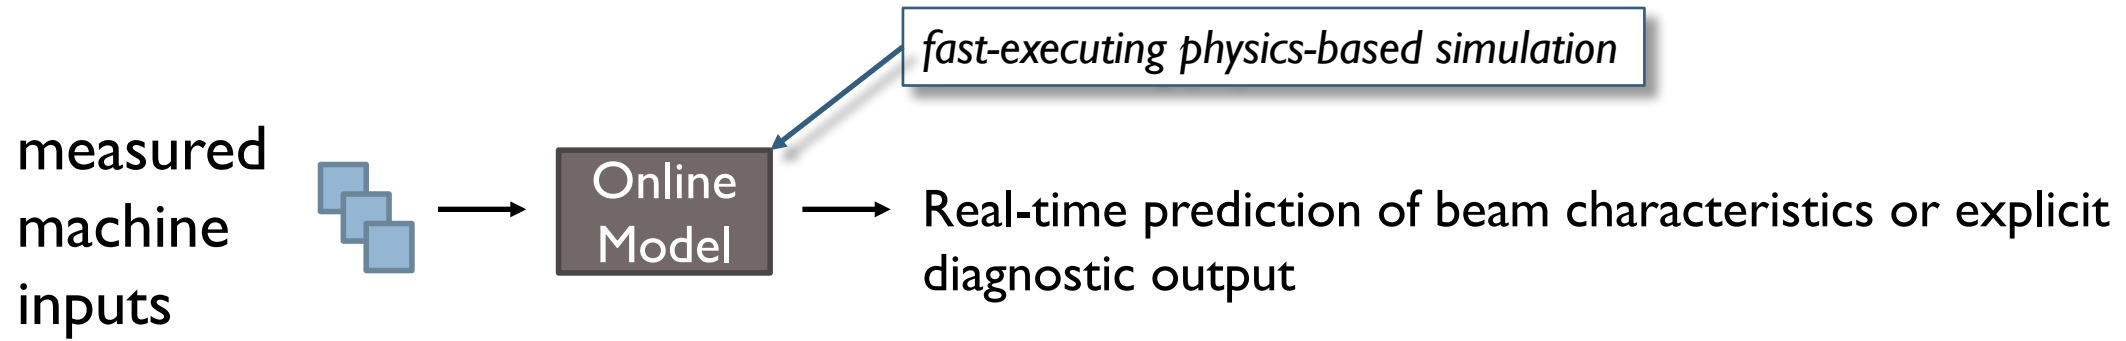 fast-executing physics-based simulation
measured
machine
inputs
Online
Model
Real-time prediction of beam characteristics or explicit
diagnostic output